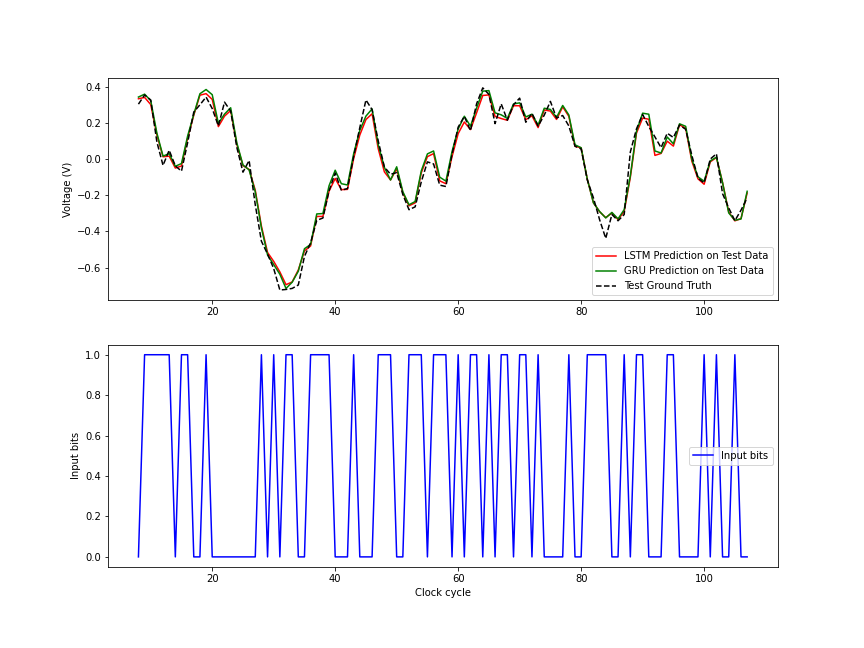 0.4
0.2
0.0
−0.2
−0.4
−0.6
Voltage (V)
LSTM Prediction on Test Data
GRU Prediction on Test Data
Test Ground Truth
20 40 60 80 100
1.0
0.8
0.6
0.4
0.2
0.0
Input bits
Input bits
20 40 60 80 100
Clock cycle